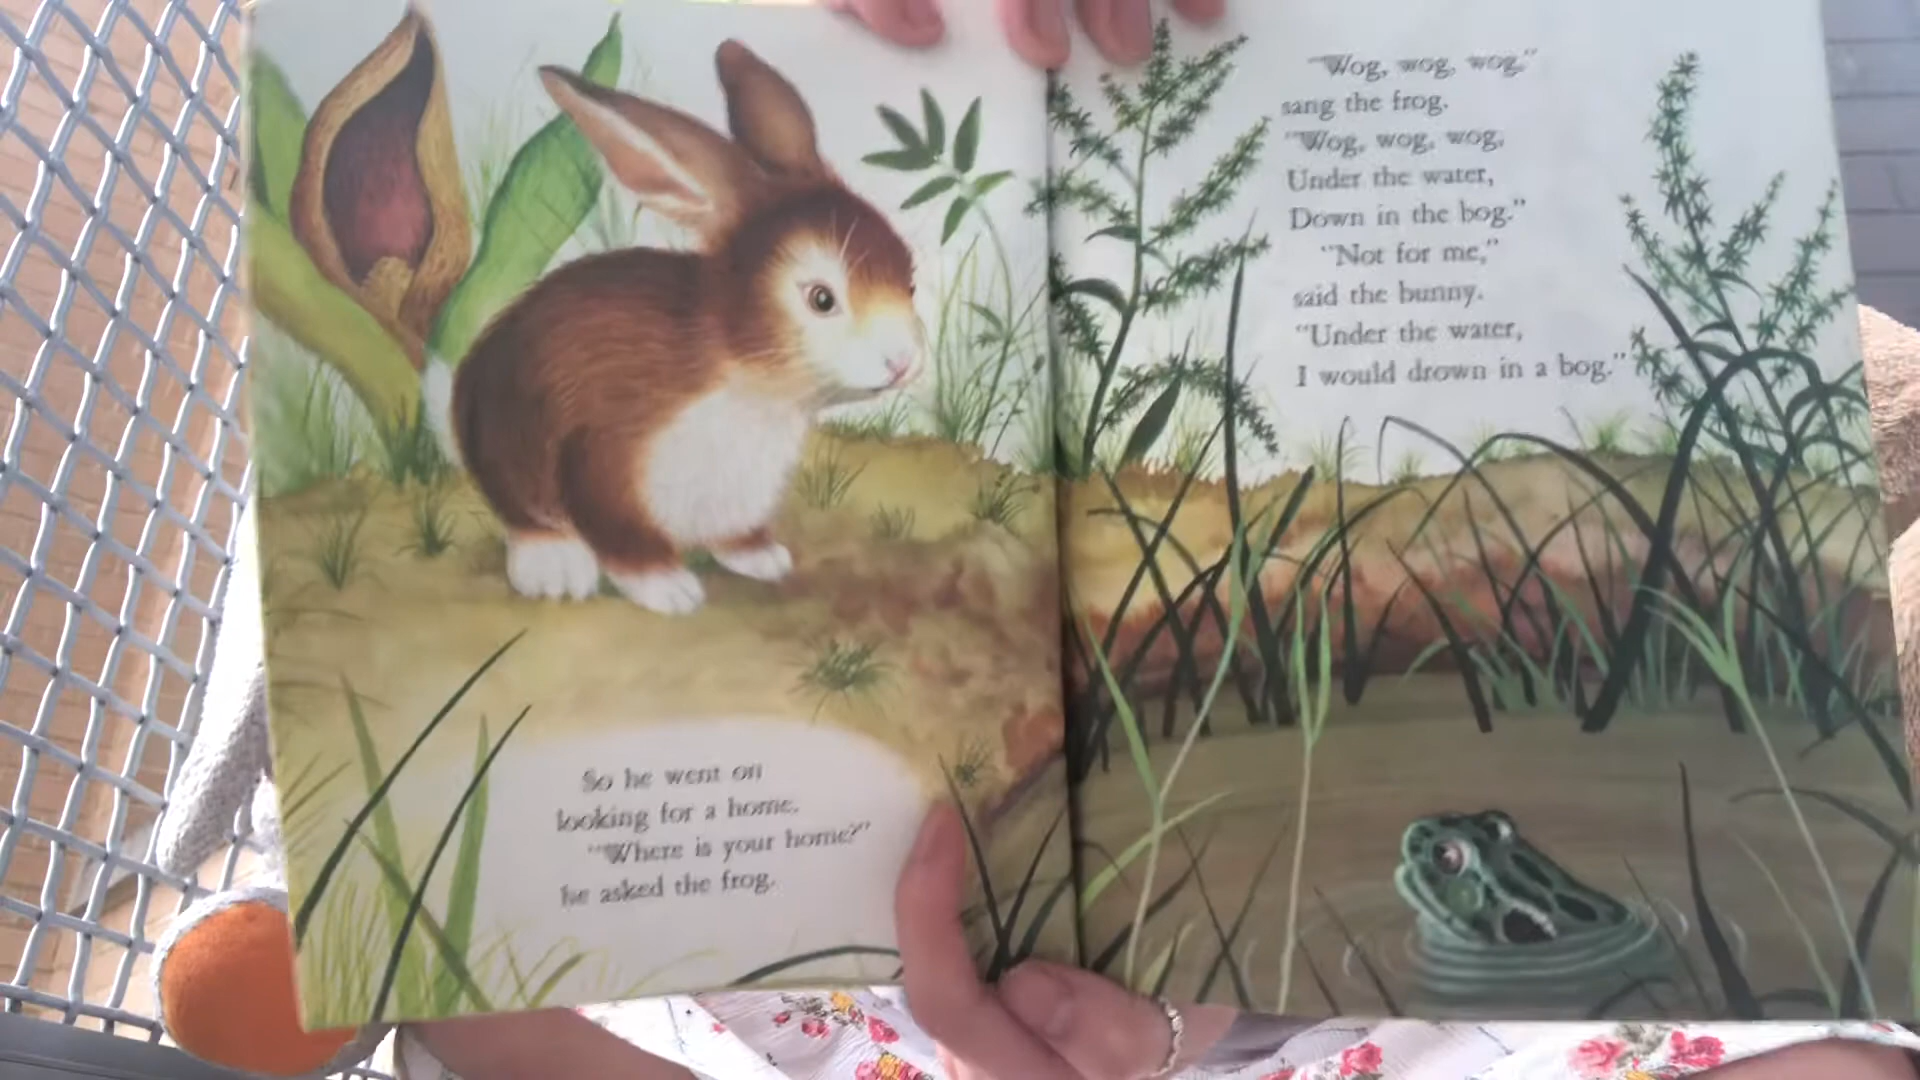 So he went on
looking for a home.
"Where is your home?"
he asked the frog.
"Wog, wog, wog,"
sang the frog.
"Wog, wog, wog,
Under the water,
Down in the bog."
"Not for me,"
said the bunny.
"Under the water,
I would drown in a bog."